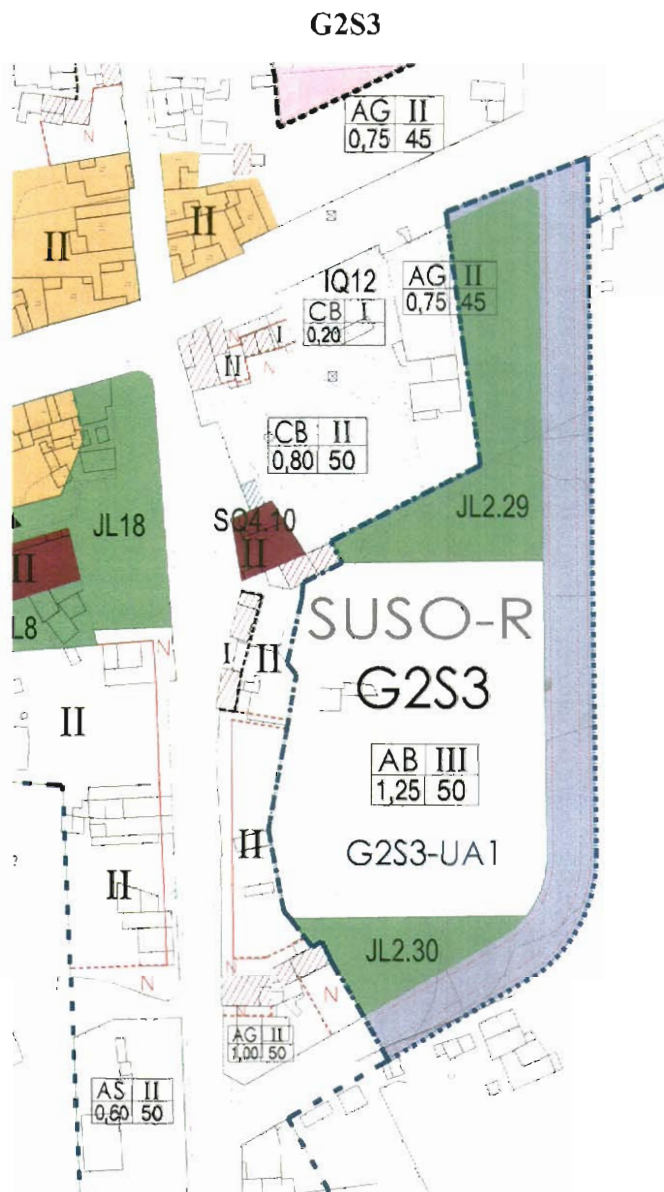 G2S3
AG II
0,75 45
N
II
II
IQ12
AG II
0,75 45
CB I
0,20
N
I
II
N
CB II
0,80 50
JL18
SQ4.10
II
JL2.29
II
L8
SUSO-R
G2S3
N
I
II
II
AB III
1,25 50
G2S3-UA1
II
II
JL2.30
N
N
N
N
AG II
1,00 50
AS II
0,60 50